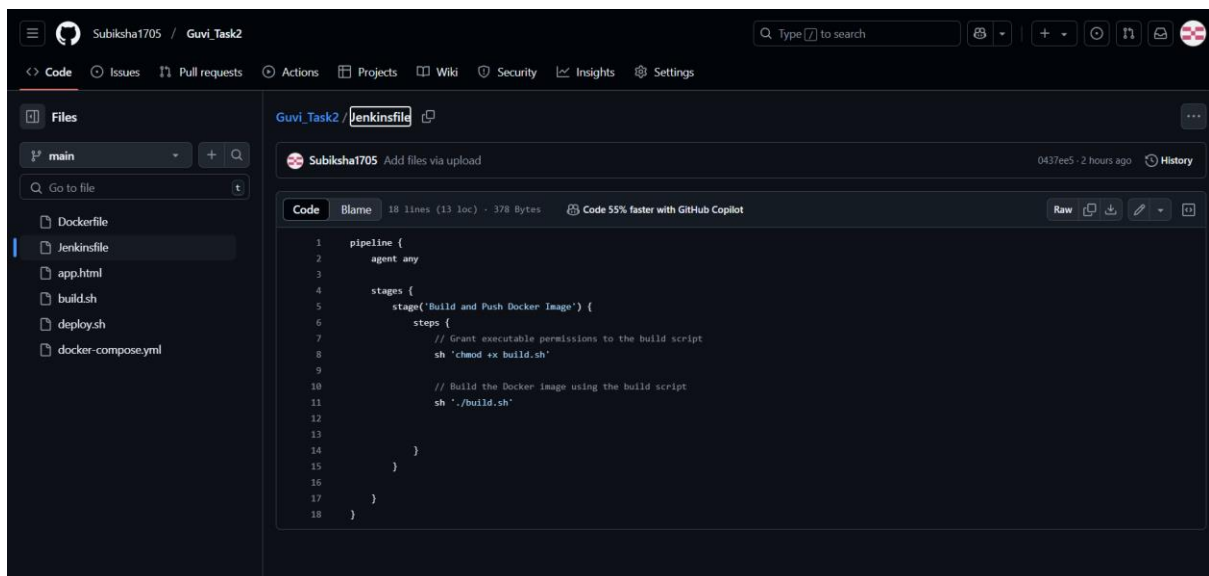 Subiksha1705 / Guvi_Task2
Type / to search
Code Issues Pull requests Actions Projects Wiki Security Insights Settings
Files
main
Go to file t
Dockerfile
Jenkinsfile
app.html
build.sh
deploy.sh
docker-compose.yml
Guvi_Task2 / Jenkinsfile
Subiksha1705 Add files via upload
0437ee5 · 2 hours ago History
Code Blame 18 lines (13 loc) · 378 Bytes Code 55% faster with GitHub Copilot
Raw
1 pipeline {
2 agent any
3
4 stages {
5 stage('Build and Push Docker Image') {
6 steps {
7 // Grant executable permissions to the build script
8 sh 'chmod +x build.sh'
9
10 // Build the Docker image using the build script
11 sh './build.sh'
12
13
14 }
15 }
16
17 }
18 }